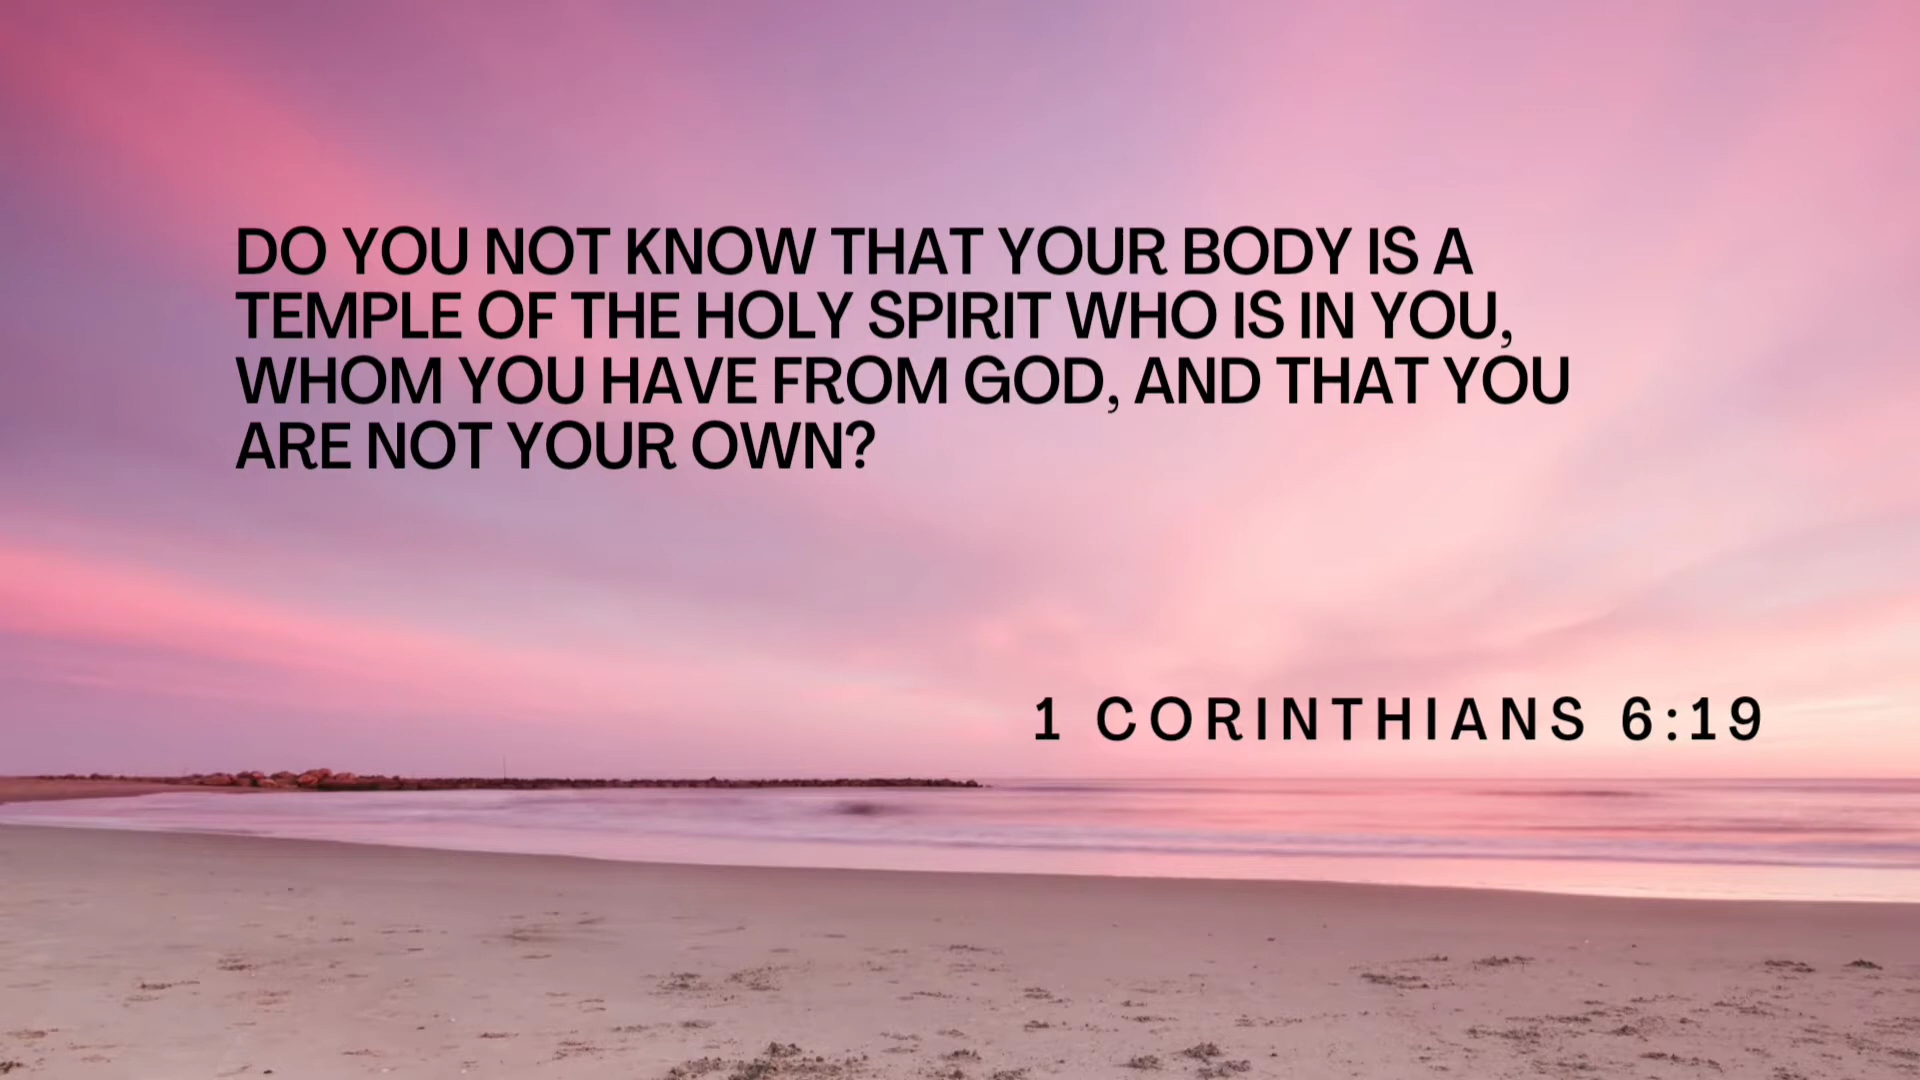 DO YOU NOT KNOW THAT YOUR BODY IS A
TEMPLE OF THE HOLY SPIRIT WHO IS IN YOU,
WHOM YOU HAVE FROM GOD, AND THAT YOU
ARE NOT YOUR OWN?
1 CORINTHIANS 6:19